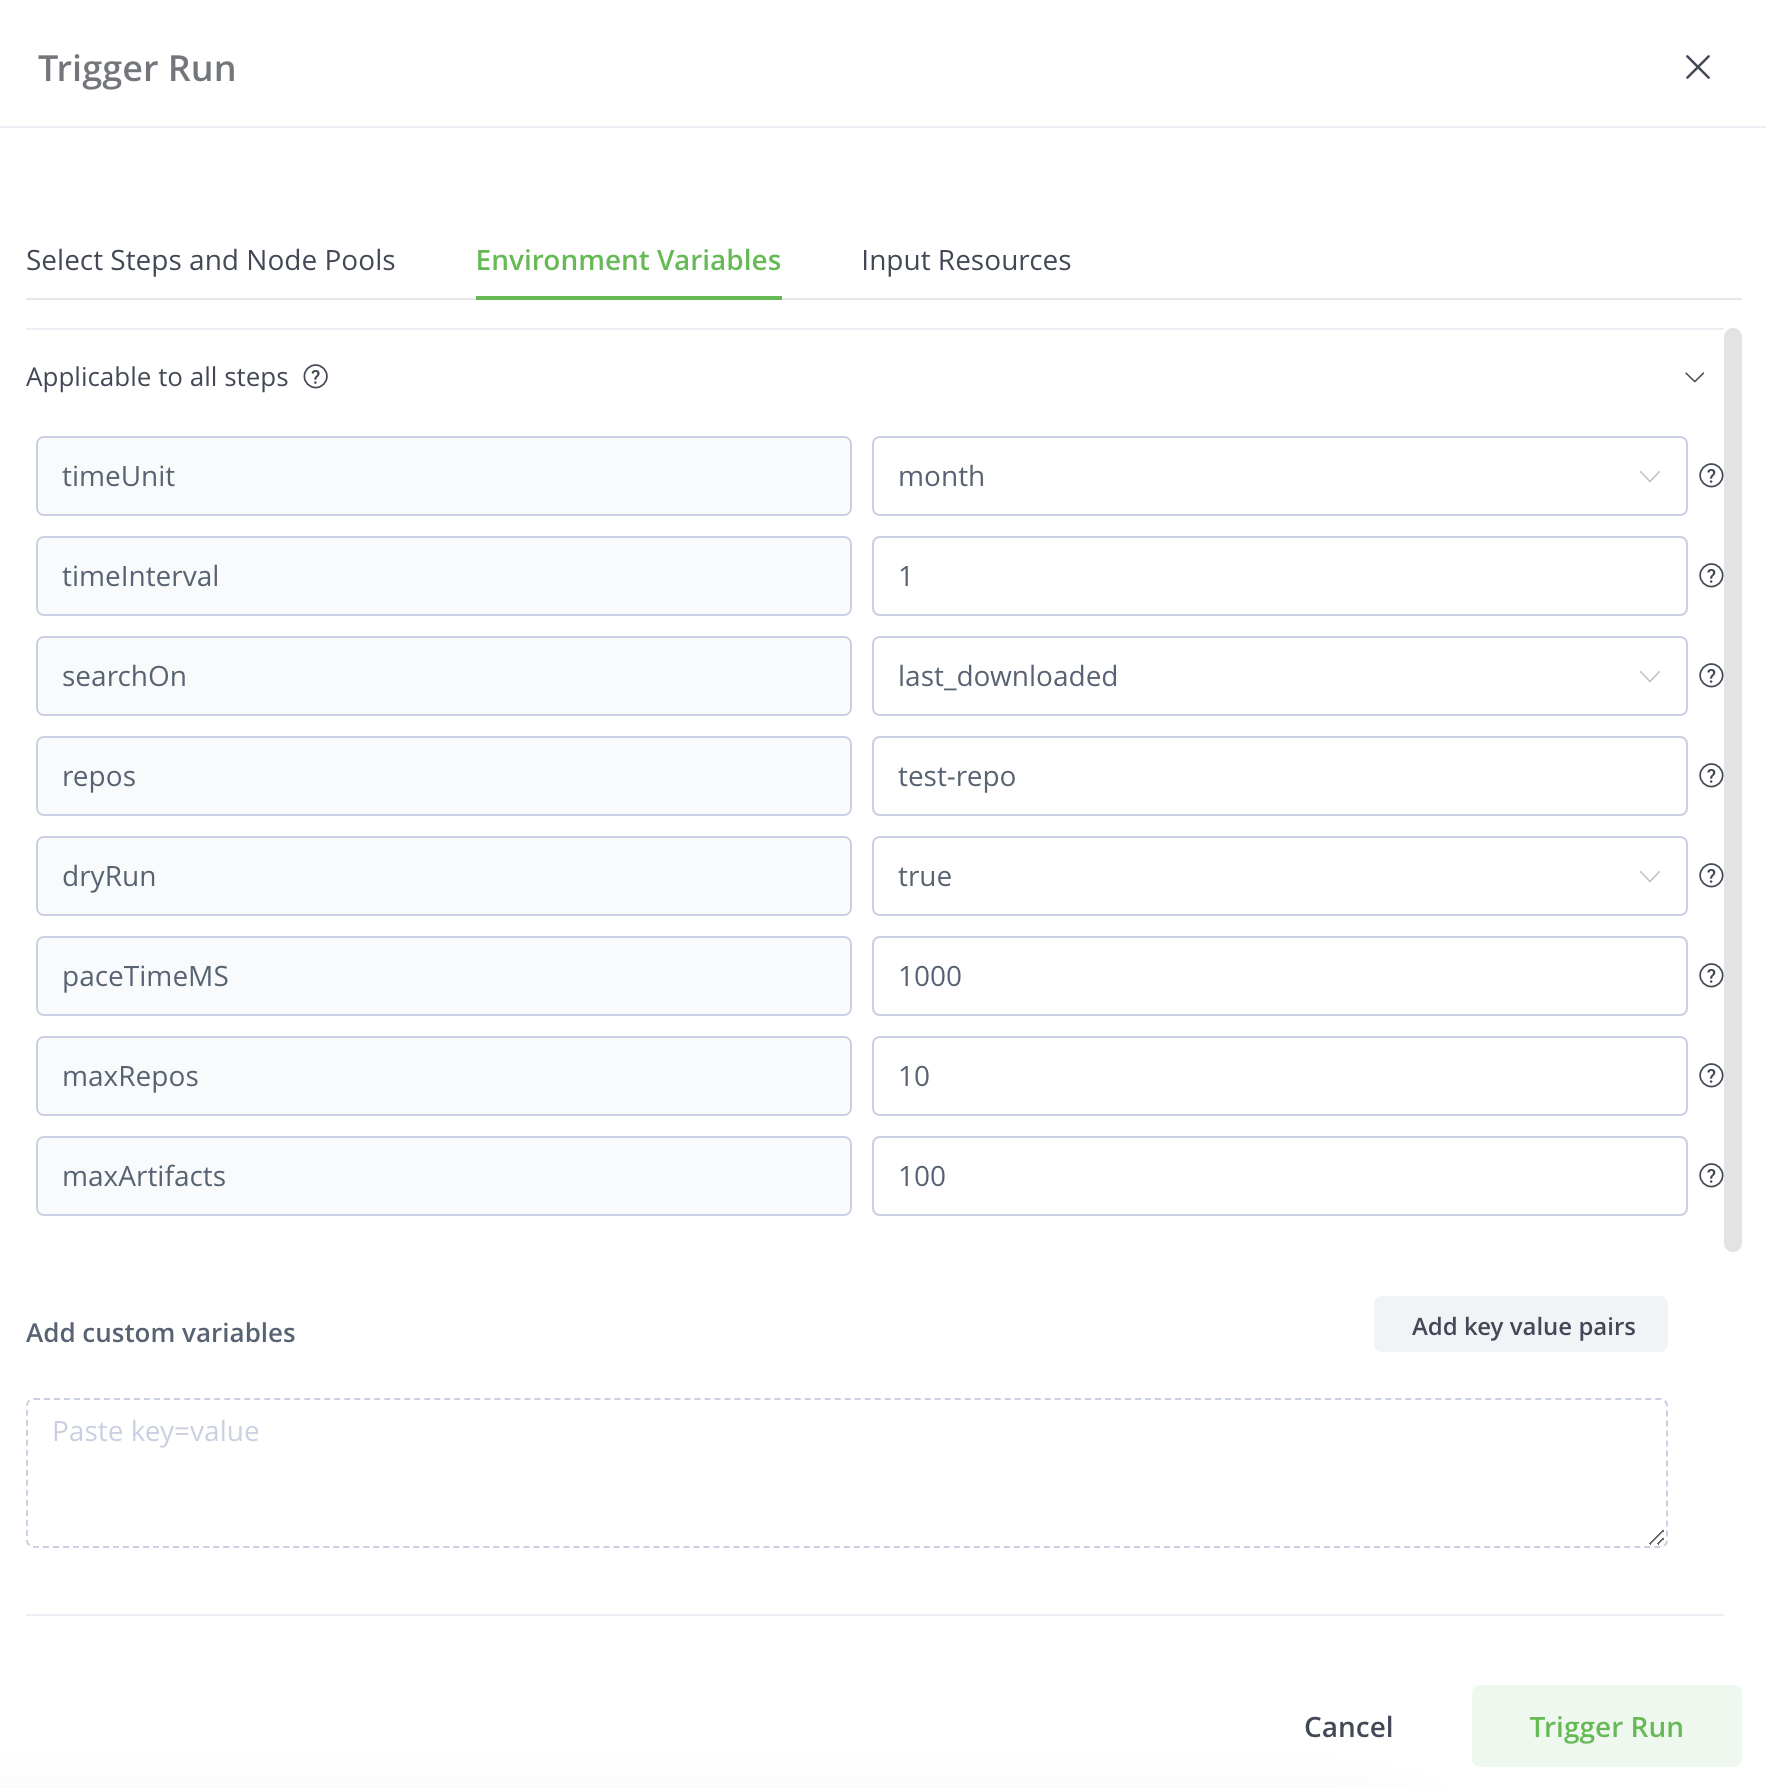 Trigger Run
Select Steps and Node Pools
Environment Variables
Input Resources
Applicable to all steps
timeUnit
month
timeInterval
1
searchOn
last_downloaded
repos
test-repo
dryRun
true
paceTimeMS
1000
maxRepos
10
maxArtifacts
100
Add custom variables
Add key value pairs
Paste key=value
Cancel
Trigger Run